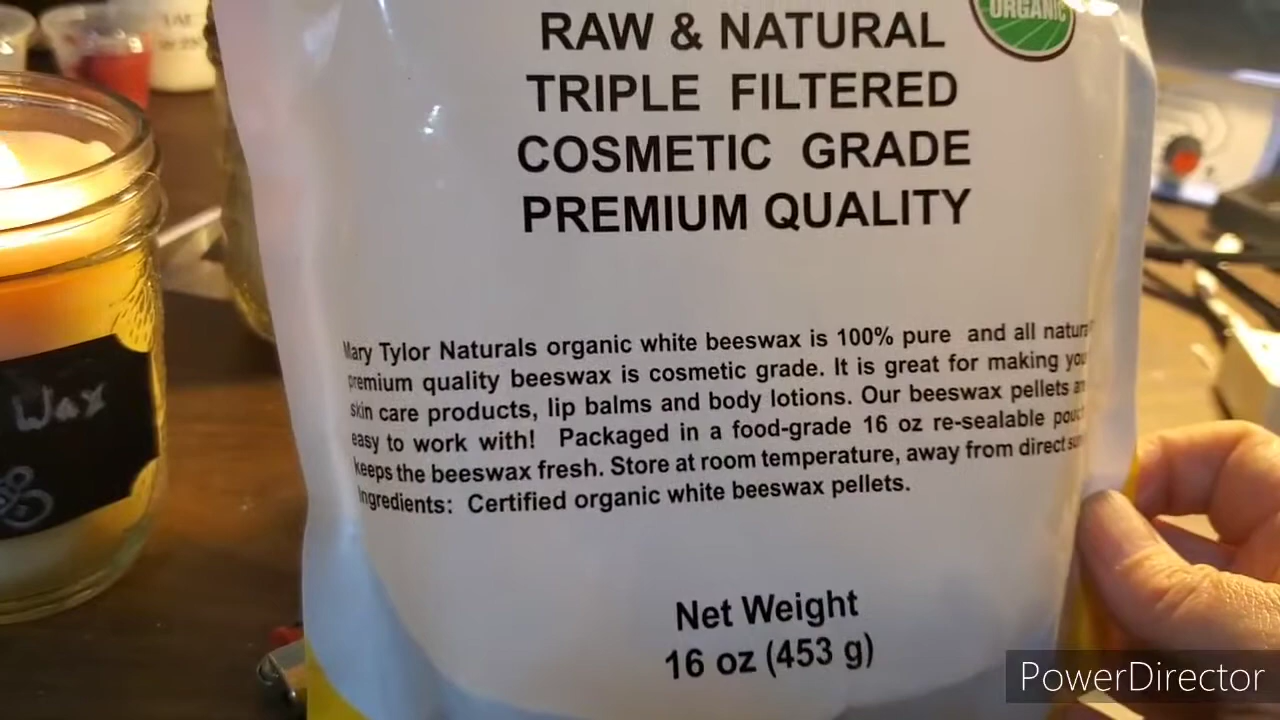 ORGANIC
RAW & NATURAL
TRIPLE FILTERED
COSMETIC GRADE
PREMIUM QUALITY
Mary Tylor Naturals organic white beeswax is 100% pure and all natural
premium quality beeswax is cosmetic grade. It is great for making
skin care products, lip balms and body lotions. Our beeswax pellets
easy to work with! Packaged in a food-grade 16 oz re-sealable
keeps the beeswax fresh. Store at room temperature, away from direct
Ingredients: Certified organic white beeswax pellets.
Net Weight
16 oz (453 g)
Wax
PowerDirector